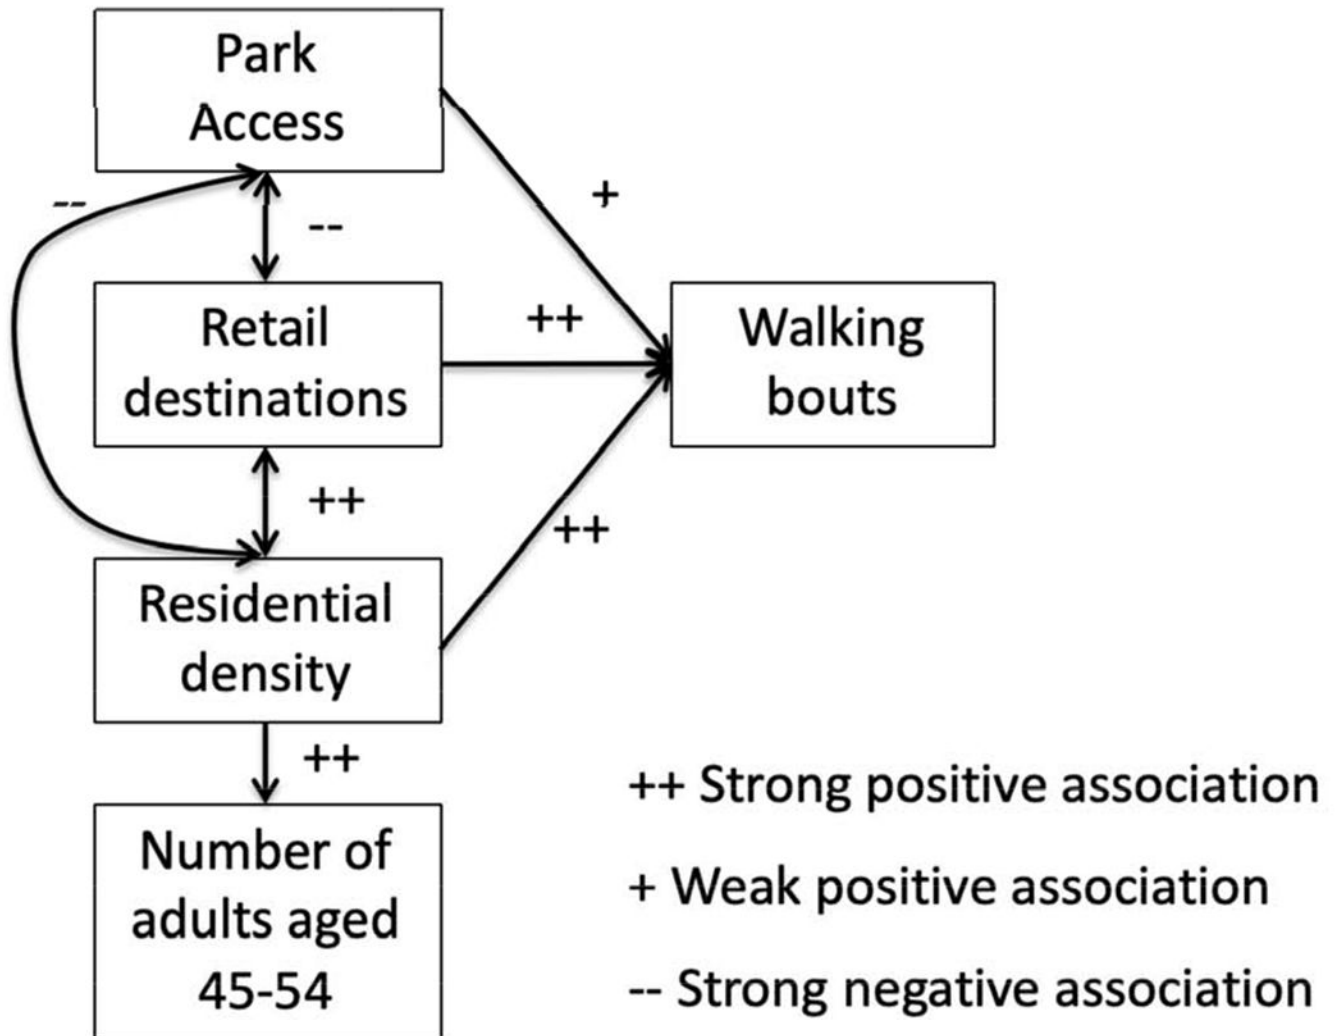 Park
Access
--
--
+
Retail
destinations
++
Walking
bouts
++
++
Residential
density
++
Number of
adults aged
45-54
++ Strong positive association
+ Weak positive association
-- Strong negative association